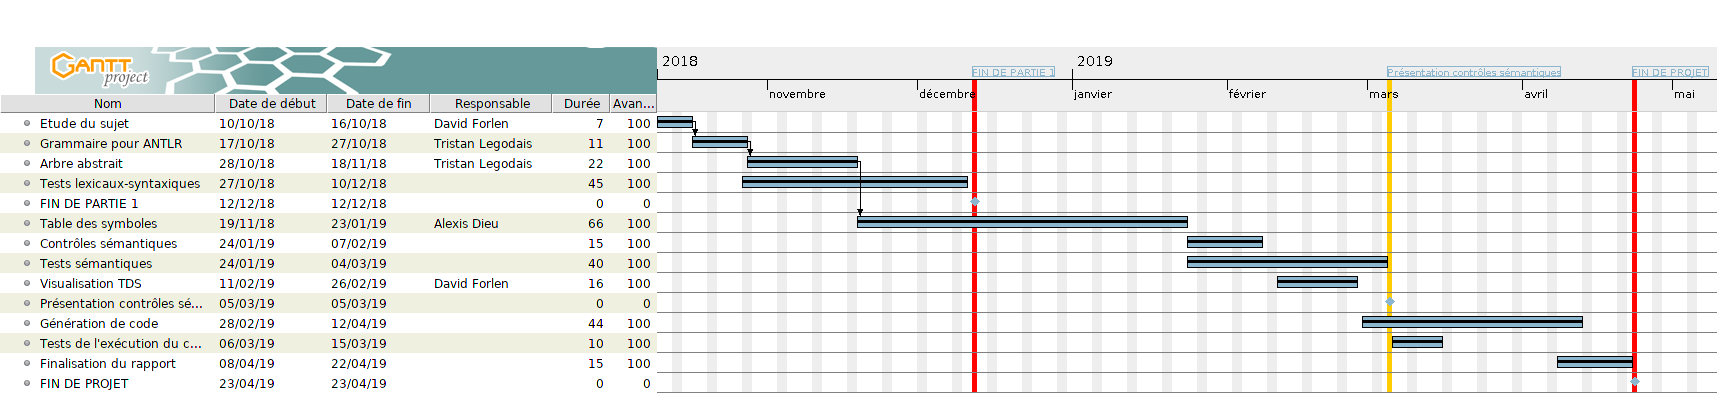 GANTT
project
2018
2019
FIN DE PARTIE 1
Présentation contrôles sémantiques
FIN DE PROJET
novembre décembre janvier février mars avril mai
Nom Date de début Date de fin Responsable Durée Avan...
Etude du sujet 10/10/18 16/10/18 David Forlen 7 100
Grammaire pour ANTLR 17/10/18 27/10/18 Tristan Legodais 11 100
Arbre abstrait 28/10/18 18/11/18 Tristan Legodais 22 100
Tests lexicaux-syntaxiques 27/10/18 10/12/18 45 100
FIN DE PARTIE 1 12/12/18 12/12/18 0 0
Table des symboles 19/11/18 23/01/19 Alexis Dieu 66 100
Contrôles sémantiques 24/01/19 07/02/19 15 100
Tests sémantiques 24/01/19 04/03/19 40 100
Visualisation TDS 11/02/19 26/02/19 David Forlen 16 100
Présentation contrôles sé... 05/03/19 05/03/19 0 0
Génération de code 28/02/19 12/04/19 44 100
Tests de l'exécution du c... 06/03/19 15/03/19 10 100
Finalisation du rapport 08/04/19 22/04/19 15 100
FIN DE PROJET 23/04/19 23/04/19 0 0